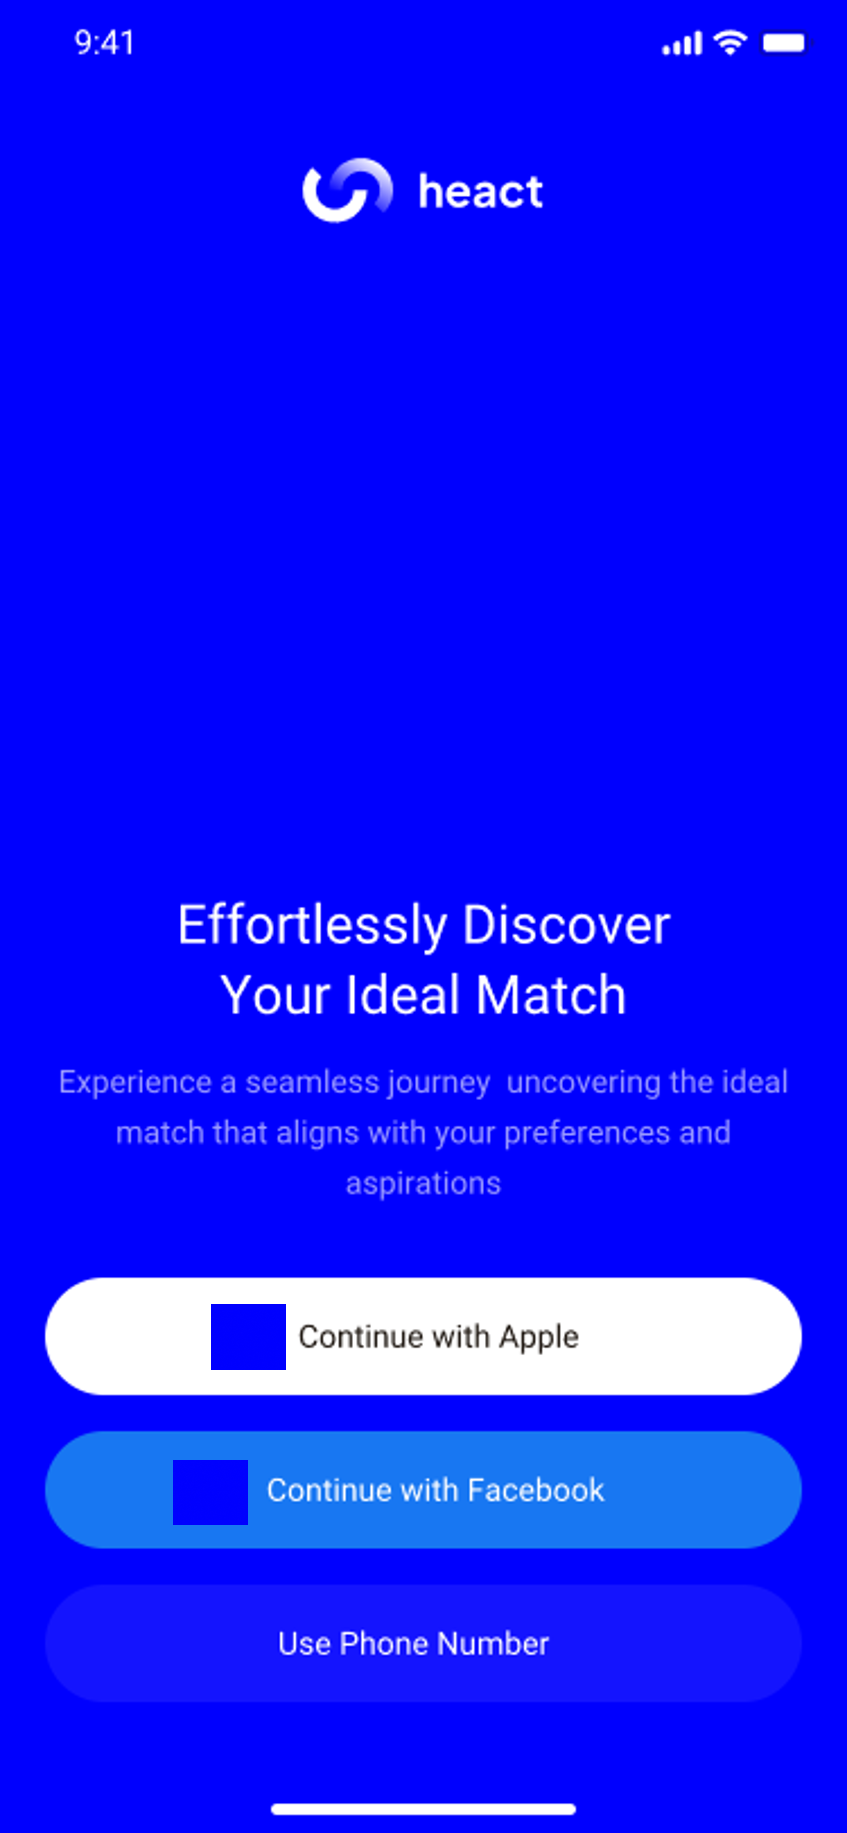 9:41
heact
Effortlessly Discover
Your Ideal Match
Experience a seamless journey  uncovering the ideal
match that aligns with your preferences and
aspirations
Continue with Apple
Continue with Facebook
Use Phone Number